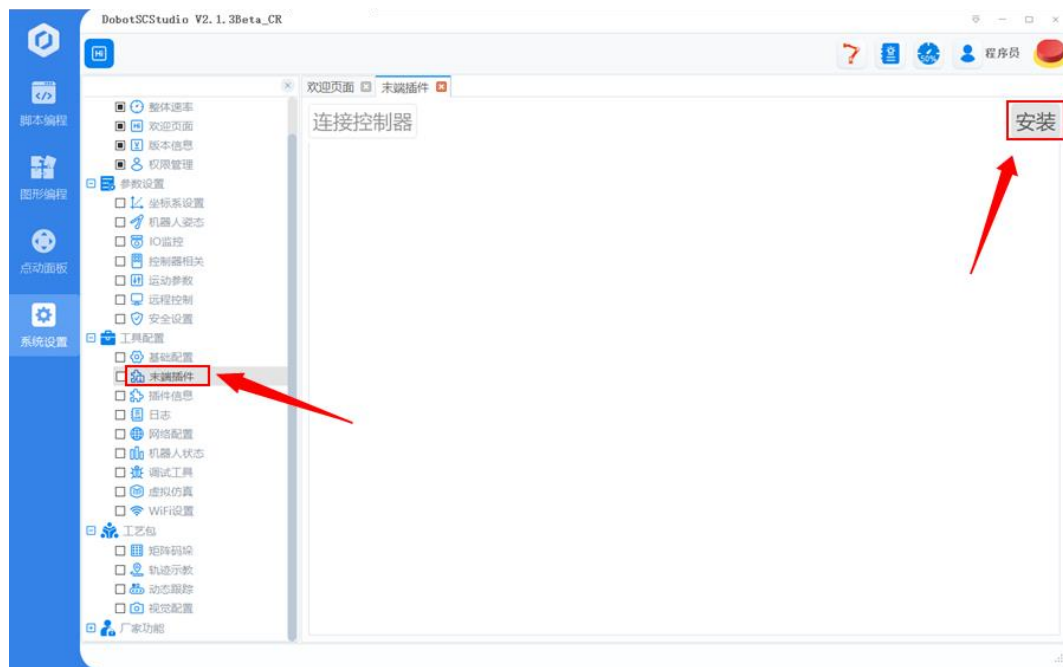 DobotSCStudio V2.1.3Beta_CR
Hi
50%
程序员
脚本编程
图形编程
点动面板
系统设置
整体速率
欢迎页面
版本信息
权限管理
参数设置
坐标系设置
机器人姿态
IO监控
控制器相关
运动参数
远程控制
安全设置
工具配置
基础配置
末端插件
插件信息
日志
网络配置
机器人状态
调试工具
虚拟仿真
WiFi设置
工艺包
矩阵码垛
轨迹示教
动态跟踪
视觉配置
厂家功能
欢迎页面 末端插件
连接控制器
安装